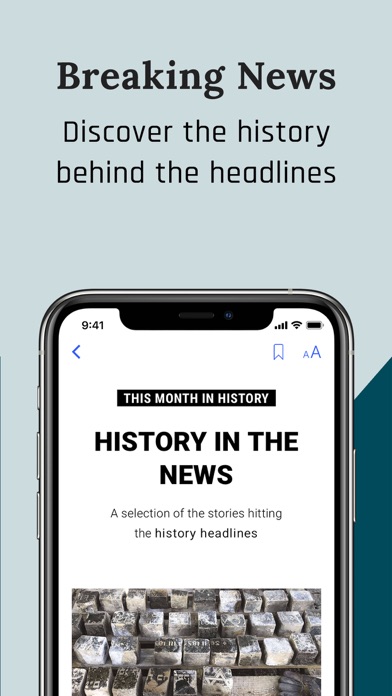 Breaking News
Discover the history
behind the headlines
9:41
AA
THIS MONTH IN HISTORY
HISTORY IN THE
NEWS
A selection of the stories hitting
the history headlines